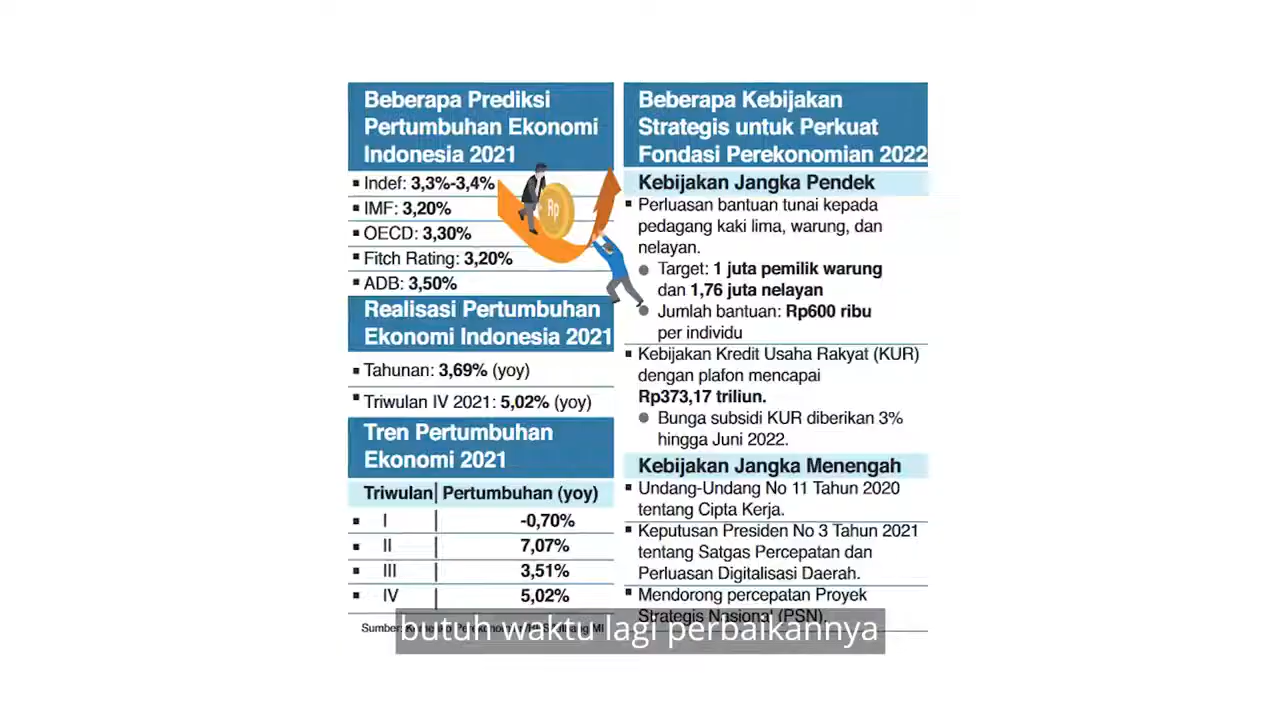 Beberapa Prediksi
Pertumbuhan Ekonomi
Indonesia 2021
▪ Indef: 3,3%-3,4%
▪ IMF: 3,20%
▪ OECD: 3,30%
▪ Fitch Rating: 3,20%
▪ ADB: 3,50%
Rp
Realisasi Pertumbuhan
Ekonomi Indonesia 2021
▪ Tahunan: 3,69% (yoy)
▪ Triwulan IV 2021: 5,02% (yoy)
Tren Pertumbuhan
Ekonomi 2021
Triwulan| Pertumbuhan (yoy)
▪ I | -0,70%
▪ II | 7,07%
▪ III | 3,51%
▪ IV | 5,02%
Sumber:
Beberapa Kebijakan
Strategis untuk Perkuat
Fondasi Perekonomian 2022
Kebijakan Jangka Pendek
▪ Perluasan bantuan tunai kepada
pedagang kaki lima, warung, dan
nelayan.
● Target: 1 juta pemilik warung
dan 1,76 juta nelayan
● Jumlah bantuan: Rp600 ribu
per individu
▪ Kebijakan Kredit Usaha Rakyat (KUR)
dengan plafon mencapai
Rp373,17 triliun.
● Bunga subsidi KUR diberikan 3%
hingga Juni 2022.
Kebijakan Jangka Menengah
▪ Undang-Undang No 11 Tahun 2020
tentang Cipta Kerja.
▪ Keputusan Presiden No 3 Tahun 2021
tentang Satgas Percepatan dan
Perluasan Digitalisasi Daerah.
▪ Mendorong percepatan Proyek
Strategis Nasional (PSN).
butuh waktu lagi perbaikannya